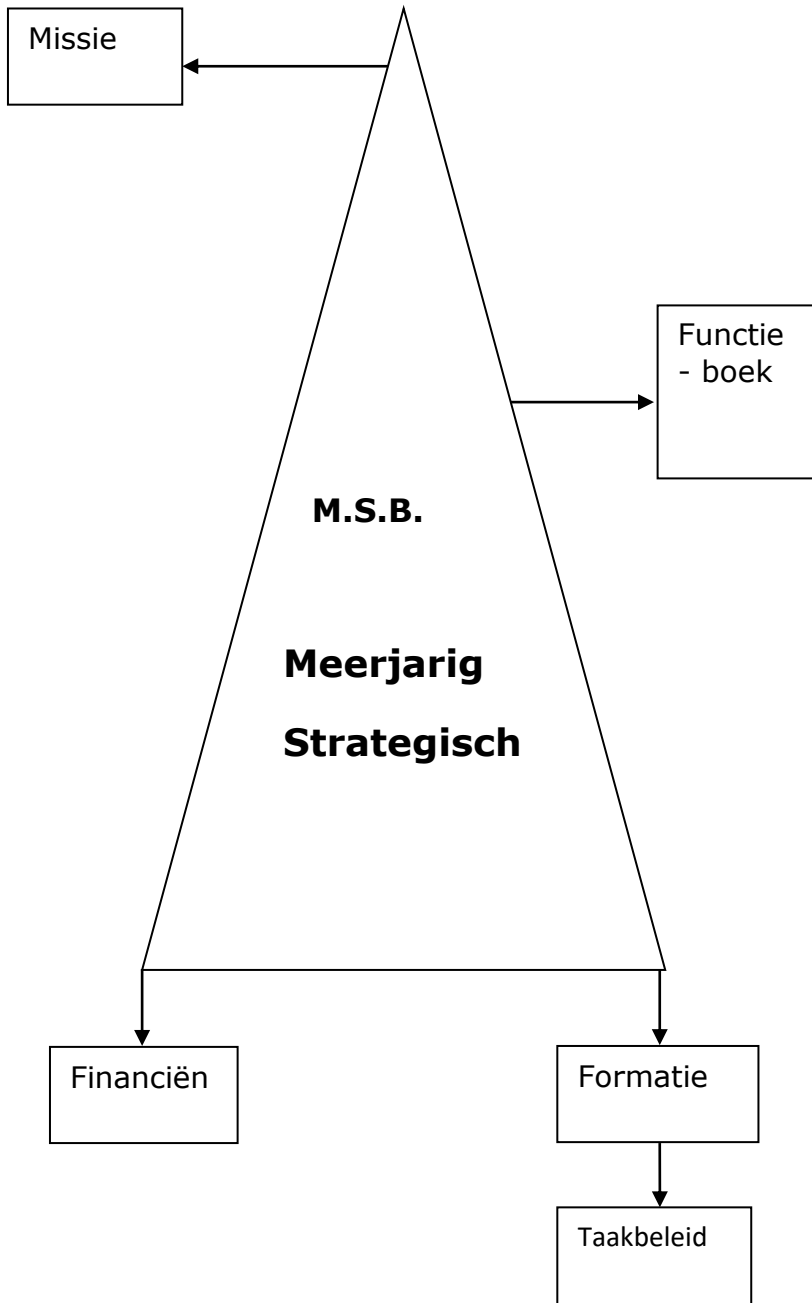 Missie
Functie
- boek
M.S.B.
Meerjarig
Strategisch
Financiën
Formatie
Taakbeleid